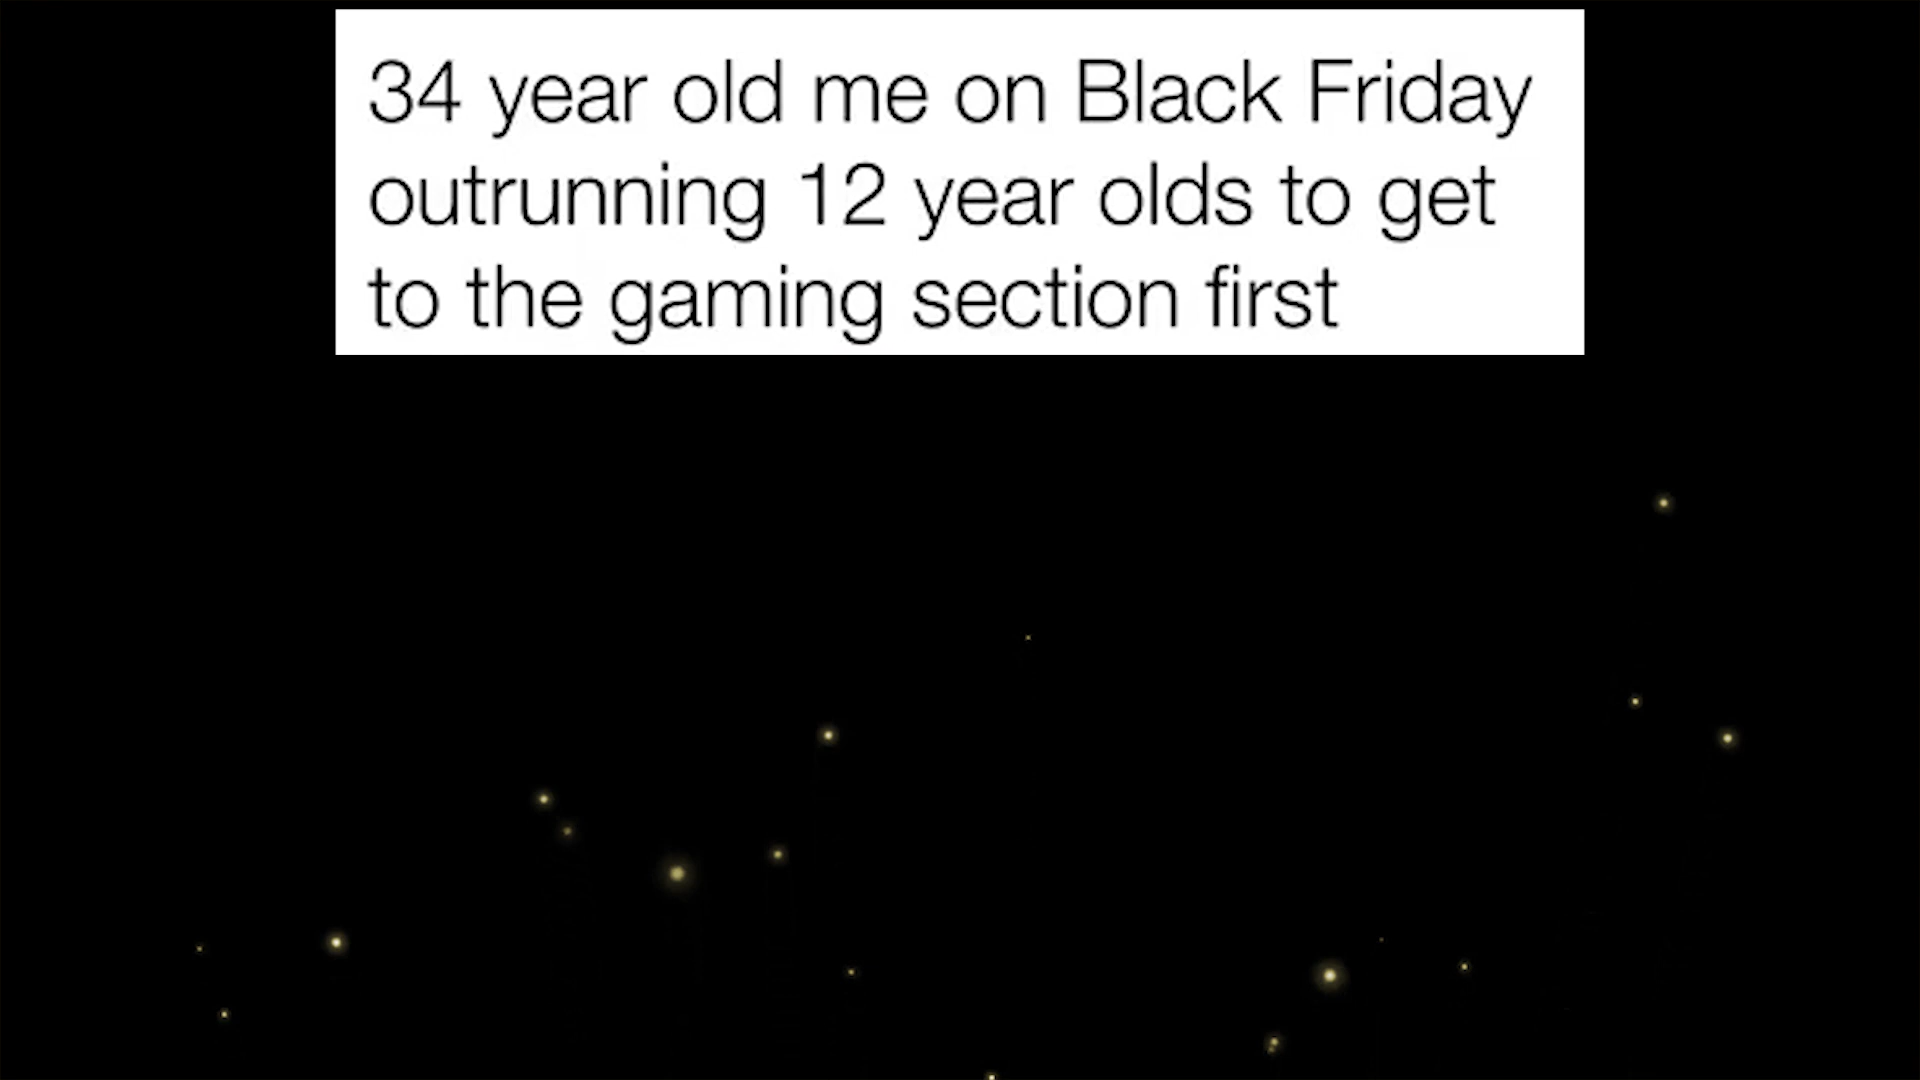 34 year old me on Black Friday
outrunning 12 year olds to get
to the gaming section first